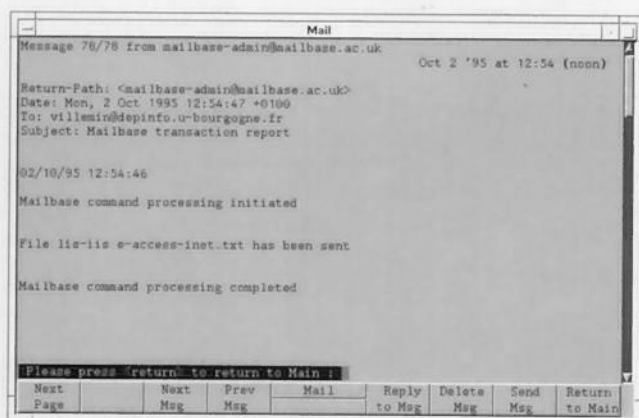 Mail
Message 78/78 from mailbase-admin@mailbase.ac.uk
Oct 2 '95 at 12:54 (noon)
Return-Path: <mailbase-admin@mailbase.ac.uk>
Date: Mon, 2 Oct 1995 12:54:47 +0100
To: villemin@depinfo.u-bourgogne.fr
Subject: Mailbase transaction report
02/10/95 12:54:46
Mailbase command processing initiated
File lis-iis e-access-inet.txt has been sent
Mailbase command processing completed
Please press <return> to return to Main :
Next Page
Next Msg
Prev Msg
Mail
Reply to Msg
Delete Msg
Send Msg
Return to Main